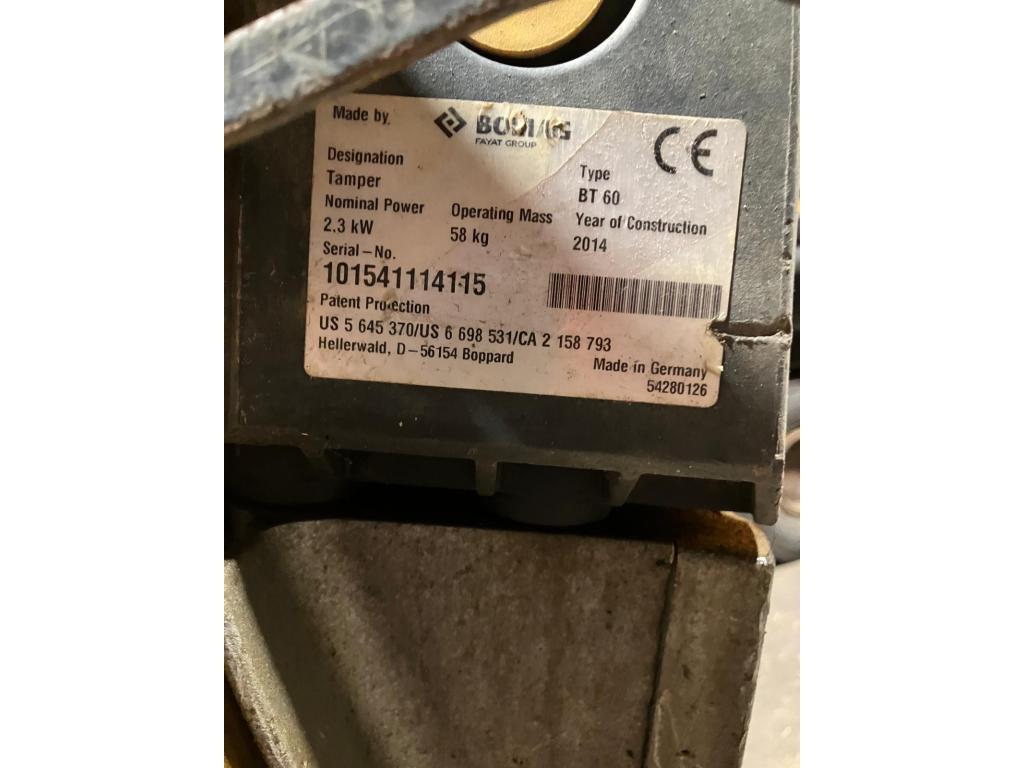 Made by BOMAG
FAYAT GROUP
CE
Designation Type
Tamper BT 60
Nominal Power Operating Mass Year of Construction
2.3 kW 58 kg 2014
Serial-No.
101541114115
Patent Protection
US 5 645 370/US 6 698 531/CA 2 158 793
Hellerwald, D-56154 Boppard
Made in Germany
54280126